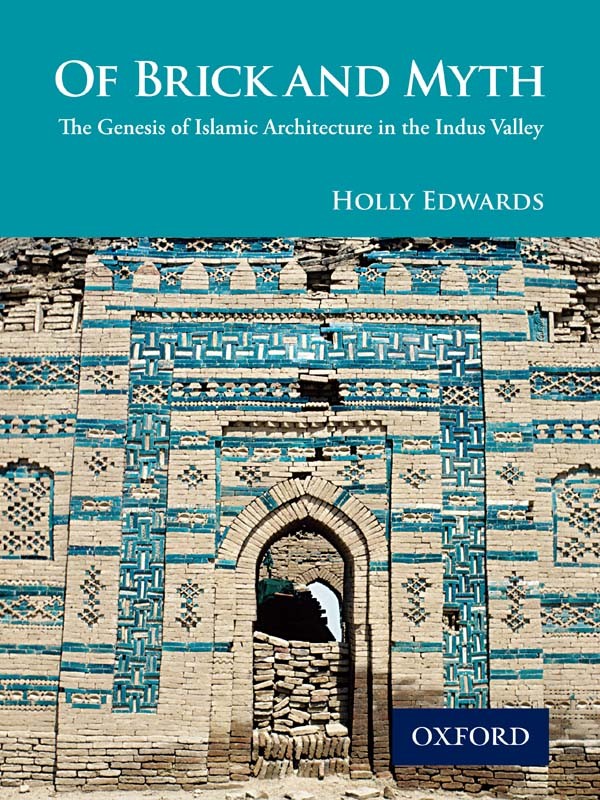 OF BRICK AND MYTH
The Genesis of Islamic Architecture in the Indus Valley
HOLLY EDWARDS
OXFORD